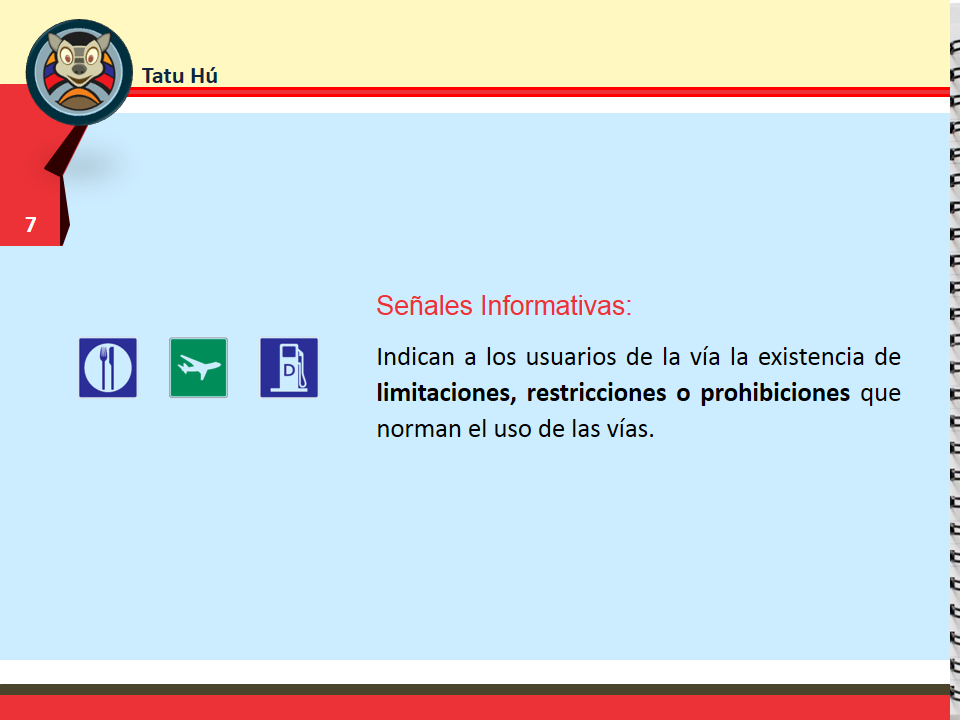 Tatu Hú
7
Señales Informativas:
Indican a los usuarios de la vía la existencia de
limitaciones, restricciones o prohibiciones que
norman el uso de las vías.
D